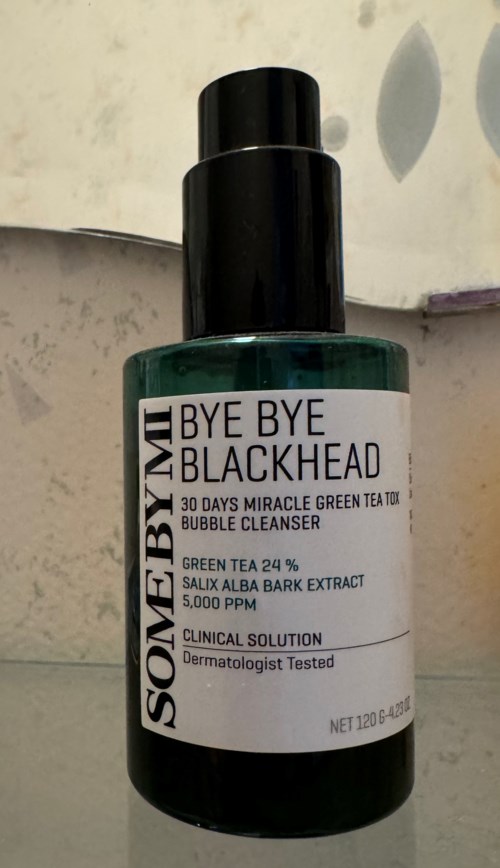 SOME BY MI
BYE BYE
BLACKHEAD
30 DAYS MIRACLE GREEN TEA TOX
BUBBLE CLEANSER
GREEN TEA 24 %
SALIX ALBA BARK EXTRACT
5,000 PPM
CLINICAL SOLUTION
Dermatologist Tested
NET 120 G-4.23 OZ